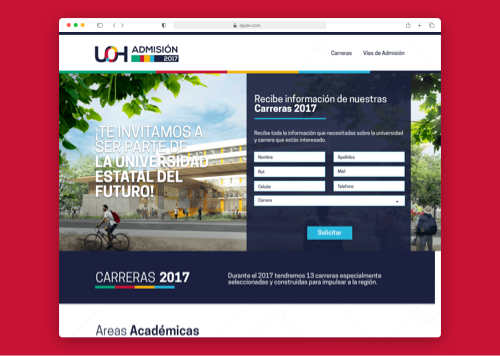 apple.com
UOH ADMISIÓN
2017
Carreras
Vías de Admisión
¡TE INVITAMOS A
SER PARTE DE
LA UNIVERSIDAD
ESTATAL DEL
FUTURO!
Recibe información de nuestras
Carreras 2017
Recibe toda la información que necesitadas sobre la universidad
y carrera que estás interesado.
Nombre
Apellidos
Rut
Mail
Celular
Telefono
Carrera
Solicitar
CARRERAS 2017
Durante el 2017 tendremos 13 carreras especialmente
seleccionadas y construidas para impulsar a la región.
Areas Académicas